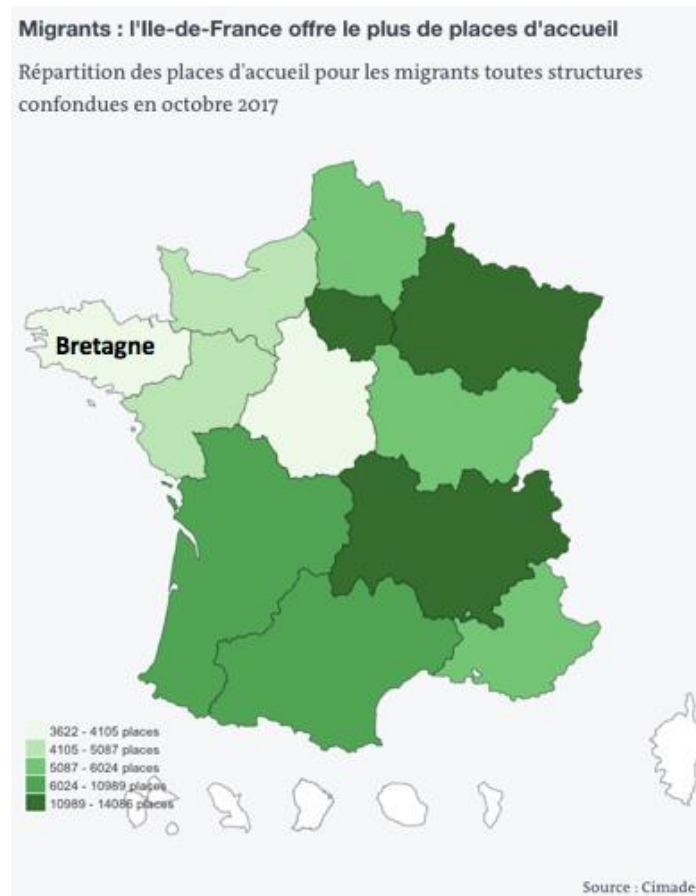 Migrants : l'Ile-de-France offre le plus de places d'accueil
Répartition des places d'accueil pour les migrants toutes structures
confondues en octobre 2017
Bretagne
3622 - 4105 places
4105 - 5087 places
5087 - 6024 places
6024 - 10989 places
10989 - 14086 places
Source : Cimade